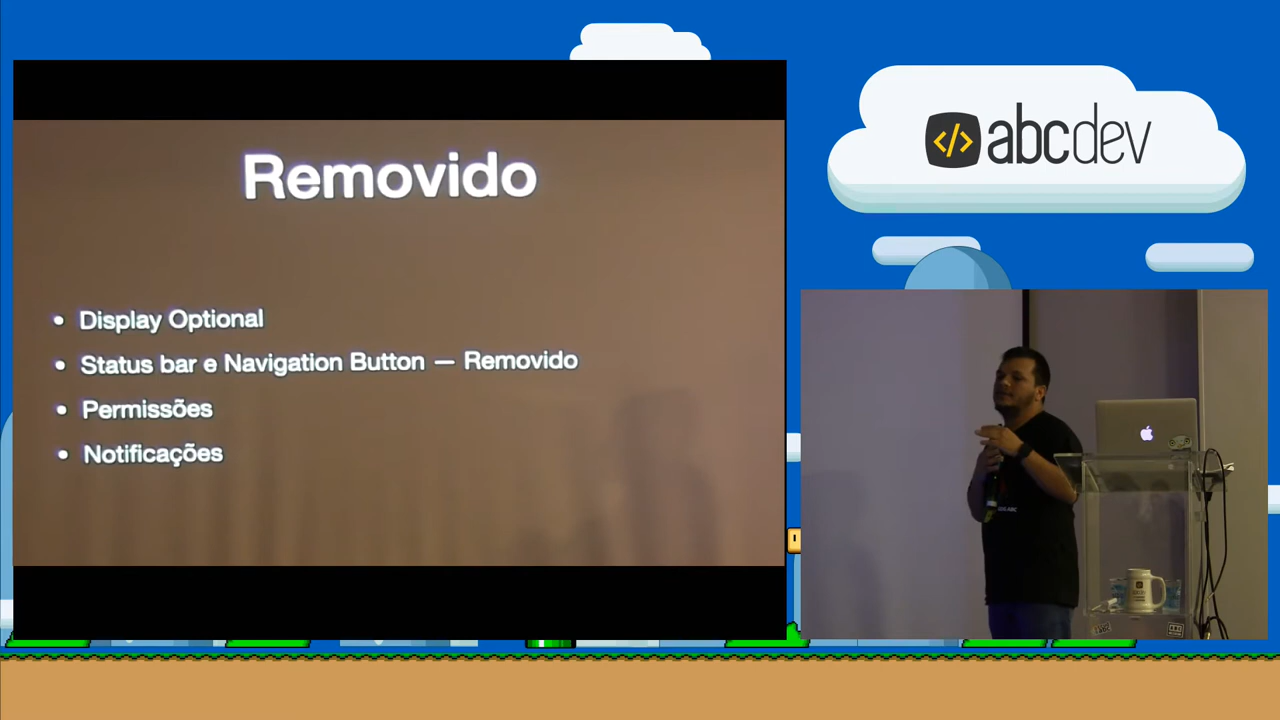 Removido
• Display Optional
• Status bar e Navigation Button — Removido
• Permissões
• Notificações
</> abcdev